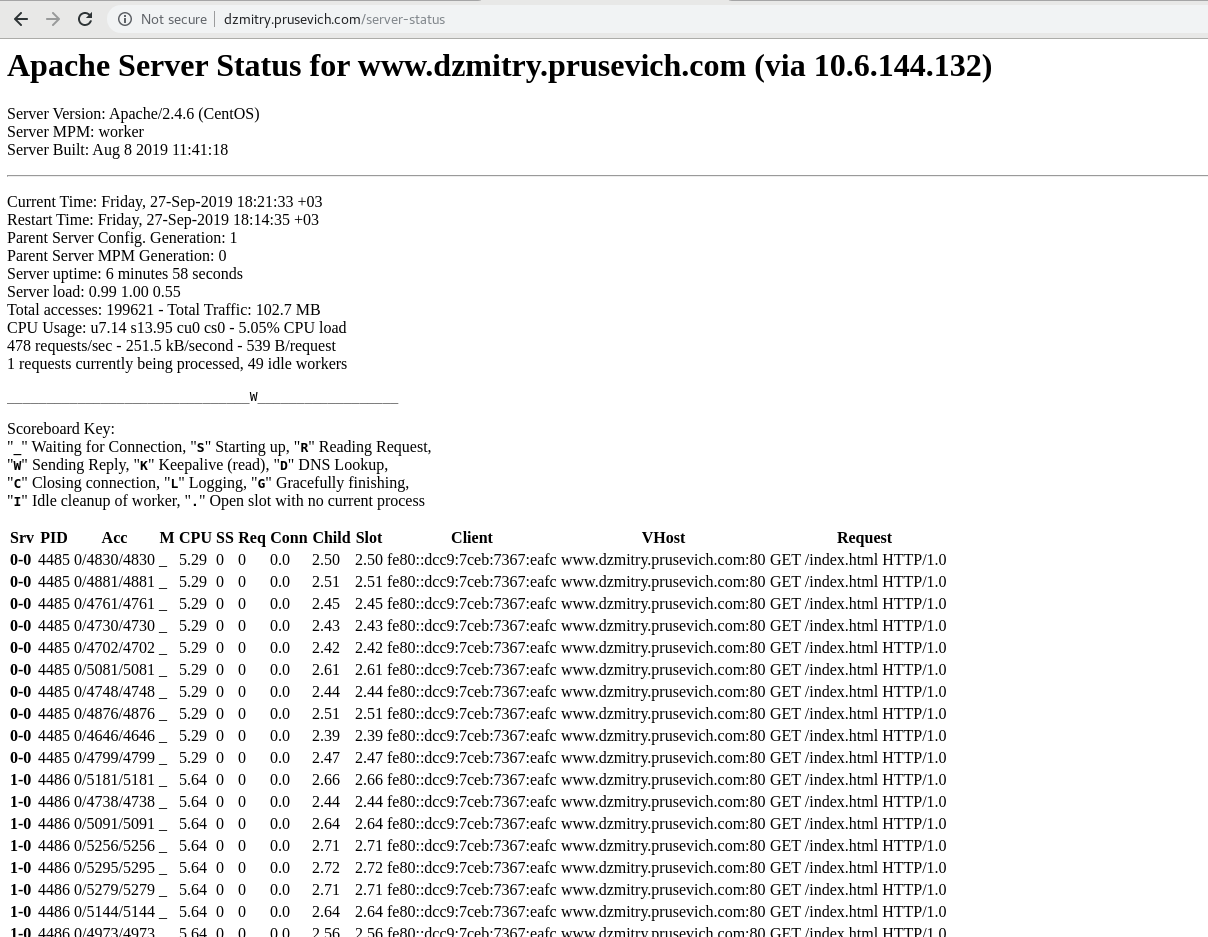 Not secure | dzmitry.prusevich.com/server-status
Apache Server Status for www.dzmitry.prusevich.com (via 10.6.144.132)
Server Version: Apache/2.4.6 (CentOS)
Server MPM: worker
Server Built: Aug 8 2019 11:41:18
Current Time: Friday, 27-Sep-2019 18:21:33 +03
Restart Time: Friday, 27-Sep-2019 18:14:35 +03
Parent Server Config. Generation: 1
Parent Server MPM Generation: 0
Server uptime: 6 minutes 58 seconds
Server load: 0.99 1.00 0.55
Total accesses: 199621 - Total Traffic: 102.7 MB
CPU Usage: u7.14 s13.95 cu0 cs0 - 5.05% CPU load
478 requests/sec - 251.5 kB/second - 539 B/request
1 requests currently being processed, 49 idle workers
_______________________________W__________________
Scoreboard Key:
"_" Waiting for Connection, "S" Starting up, "R" Reading Request,
"W" Sending Reply, "K" Keepalive (read), "D" DNS Lookup,
"C" Closing connection, "L" Logging, "G" Gracefully finishing,
"I" Idle cleanup of worker, "." Open slot with no current process
Srv PID Acc M CPU SS Req Conn Child Slot Client VHost Request
0-0 4485 0/4830/4830 _ 5.29 0 0 0.0 2.50 2.50 fe80::dcc9:7ceb:7367:eafc www.dzmitry.prusevich.com:80 GET /index.html HTTP/1.0
0-0 4485 0/4881/4881 _ 5.29 0 0 0.0 2.51 2.51 fe80::dcc9:7ceb:7367:eafc www.dzmitry.prusevich.com:80 GET /index.html HTTP/1.0
0-0 4485 0/4761/4761 _ 5.29 0 0 0.0 2.45 2.45 fe80::dcc9:7ceb:7367:eafc www.dzmitry.prusevich.com:80 GET /index.html HTTP/1.0
0-0 4485 0/4730/4730 _ 5.29 0 0 0.0 2.43 2.43 fe80::dcc9:7ceb:7367:eafc www.dzmitry.prusevich.com:80 GET /index.html HTTP/1.0
0-0 4485 0/4702/4702 _ 5.29 0 0 0.0 2.42 2.42 fe80::dcc9:7ceb:7367:eafc www.dzmitry.prusevich.com:80 GET /index.html HTTP/1.0
0-0 4485 0/5081/5081 _ 5.29 0 0 0.0 2.61 2.61 fe80::dcc9:7ceb:7367:eafc www.dzmitry.prusevich.com:80 GET /index.html HTTP/1.0
0-0 4485 0/4748/4748 _ 5.29 0 0 0.0 2.44 2.44 fe80::dcc9:7ceb:7367:eafc www.dzmitry.prusevich.com:80 GET /index.html HTTP/1.0
0-0 4485 0/4876/4876 _ 5.29 0 0 0.0 2.51 2.51 fe80::dcc9:7ceb:7367:eafc www.dzmitry.prusevich.com:80 GET /index.html HTTP/1.0
0-0 4485 0/4646/4646 _ 5.29 0 0 0.0 2.39 2.39 fe80::dcc9:7ceb:7367:eafc www.dzmitry.prusevich.com:80 GET /index.html HTTP/1.0
0-0 4485 0/4799/4799 _ 5.29 0 0 0.0 2.47 2.47 fe80::dcc9:7ceb:7367:eafc www.dzmitry.prusevich.com:80 GET /index.html HTTP/1.0
1-0 4486 0/5181/5181 _ 5.64 0 0 0.0 2.66 2.66 fe80::dcc9:7ceb:7367:eafc www.dzmitry.prusevich.com:80 GET /index.html HTTP/1.0
1-0 4486 0/4738/4738 _ 5.64 0 0 0.0 2.44 2.44 fe80::dcc9:7ceb:7367:eafc www.dzmitry.prusevich.com:80 GET /index.html HTTP/1.0
1-0 4486 0/5091/5091 _ 5.64 0 0 0.0 2.64 2.64 fe80::dcc9:7ceb:7367:eafc www.dzmitry.prusevich.com:80 GET /index.html HTTP/1.0
1-0 4486 0/5256/5256 _ 5.64 0 0 0.0 2.71 2.71 fe80::dcc9:7ceb:7367:eafc www.dzmitry.prusevich.com:80 GET /index.html HTTP/1.0
1-0 4486 0/5295/5295 _ 5.64 0 0 0.0 2.72 2.72 fe80::dcc9:7ceb:7367:eafc www.dzmitry.prusevich.com:80 GET /index.html HTTP/1.0
1-0 4486 0/5279/5279 _ 5.64 0 0 0.0 2.71 2.71 fe80::dcc9:7ceb:7367:eafc www.dzmitry.prusevich.com:80 GET /index.html HTTP/1.0
1-0 4486 0/5144/5144 _ 5.64 0 0 0.0 2.64 2.64 fe80::dcc9:7ceb:7367:eafc www.dzmitry.prusevich.com:80 GET /index.html HTTP/1.0
1-0 4486 0/4973/4973 5.64 0 0 0.0 2.56 2.56 fe80::dcc9:7ceb:7367:eafc www.dzmitry.prusevich.com:80 GET /index.html HTTP/1.0